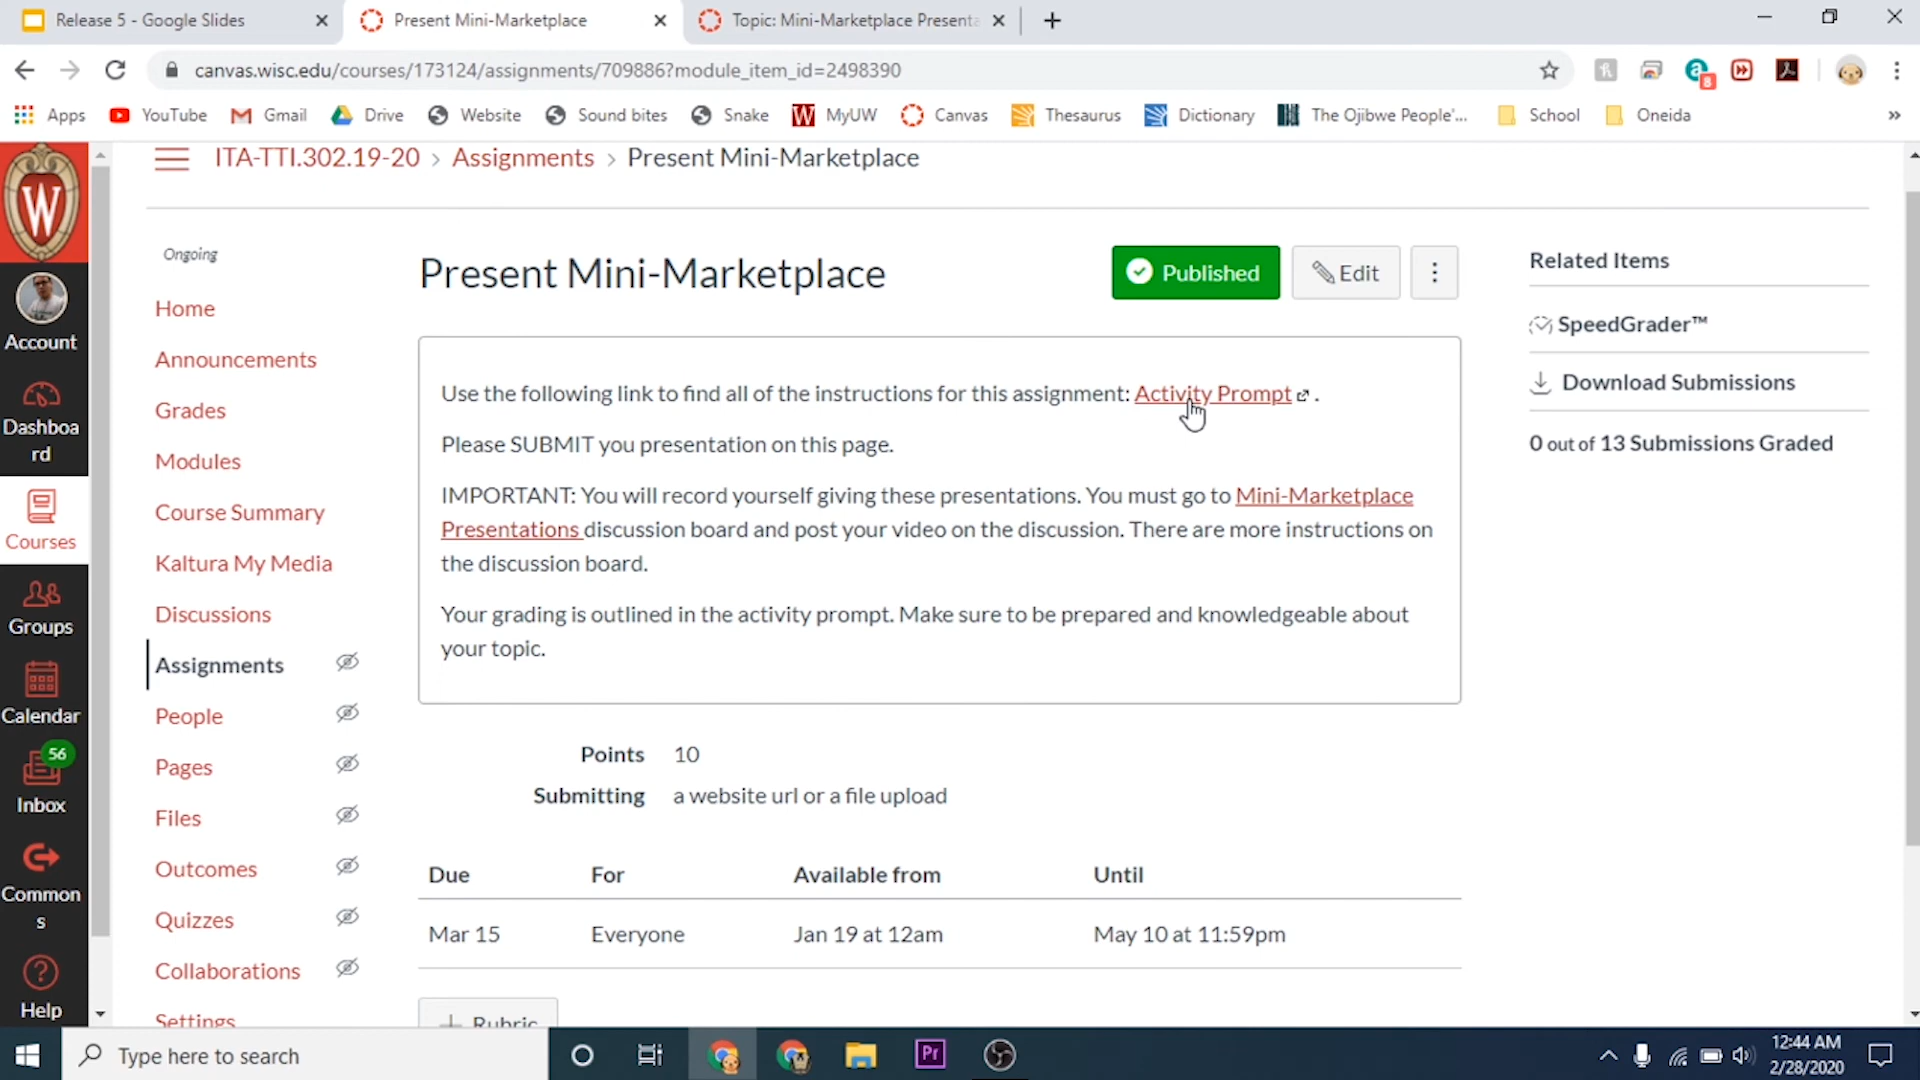 Release 5 - Google Slides
Present Mini-Marketplace
Topic: Mini-Marketplace Present
canvas.wisc.edu/courses/173124/assignments/709886?module_item_id=2498390
Apps YouTube Gmail Drive Website Sound bites Snake MyUW Canvas Thesaurus Dictionary The Ojibwe People'... School Oneida
ITA-TTI.302.19-20 > Assignments > Present Mini-Marketplace
W
Account
Dashboa
rd
Courses
Groups
Calendar
56
Inbox
Common
s
Help
Ongoing
Home
Announcements
Grades
Modules
Course Summary
Kaltura My Media
Discussions
Assignments
People
Pages
Files
Outcomes
Quizzes
Collaborations
Settings
Present Mini-Marketplace
Published
Edit
Use the following link to find all of the instructions for this assignment: Activity Prompt .
Please SUBMIT you presentation on this page.
IMPORTANT: You will record yourself giving these presentations. You must go to Mini-Marketplace
Presentations discussion board and post your video on the discussion. There are more instructions on
the discussion board.
Your grading is outlined in the activity prompt. Make sure to be prepared and knowledgeable about
your topic.
Points 10
Submitting a website url or a file upload
Due For Available from Until
Mar 15 Everyone Jan 19 at 12am May 10 at 11:59pm
+ Rubric
Related Items
SpeedGrader™
Download Submissions
0 out of 13 Submissions Graded
Type here to search
Pr
12:44 AM
2/28/2020